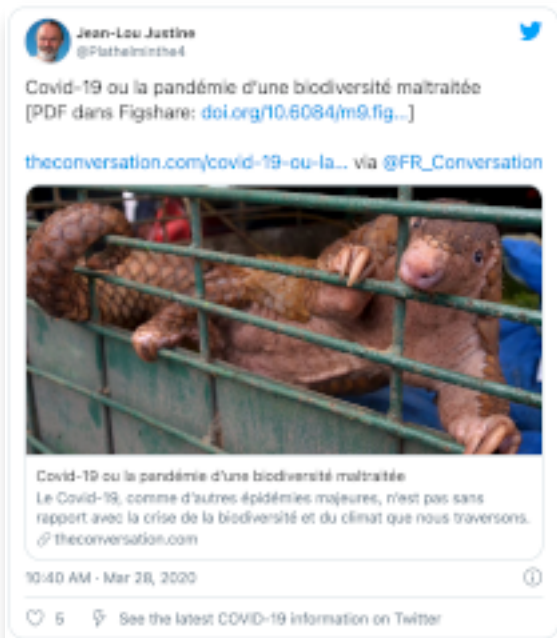 Jean-Lou Justine
@Plathelminthe4
Covid-19 ou la pandémie d'une biodiversité maltraitée
[PDF dans Figshare: doi.org/10.6084/m9.fig...]
theconversation.com/covid-19-ou-la... via @FR_Conversation
Covid-19 ou la pandémie d'une biodiversité maltraitée
Le Covid-19, comme d'autres épidémies majeures, n'est pas sans
rapport avec la crise de la biodiversité et du climat que nous traversons.
theconversation.com
10:40 AM · Mar 28, 2020
5 See the latest COVID-19 information on Twitter